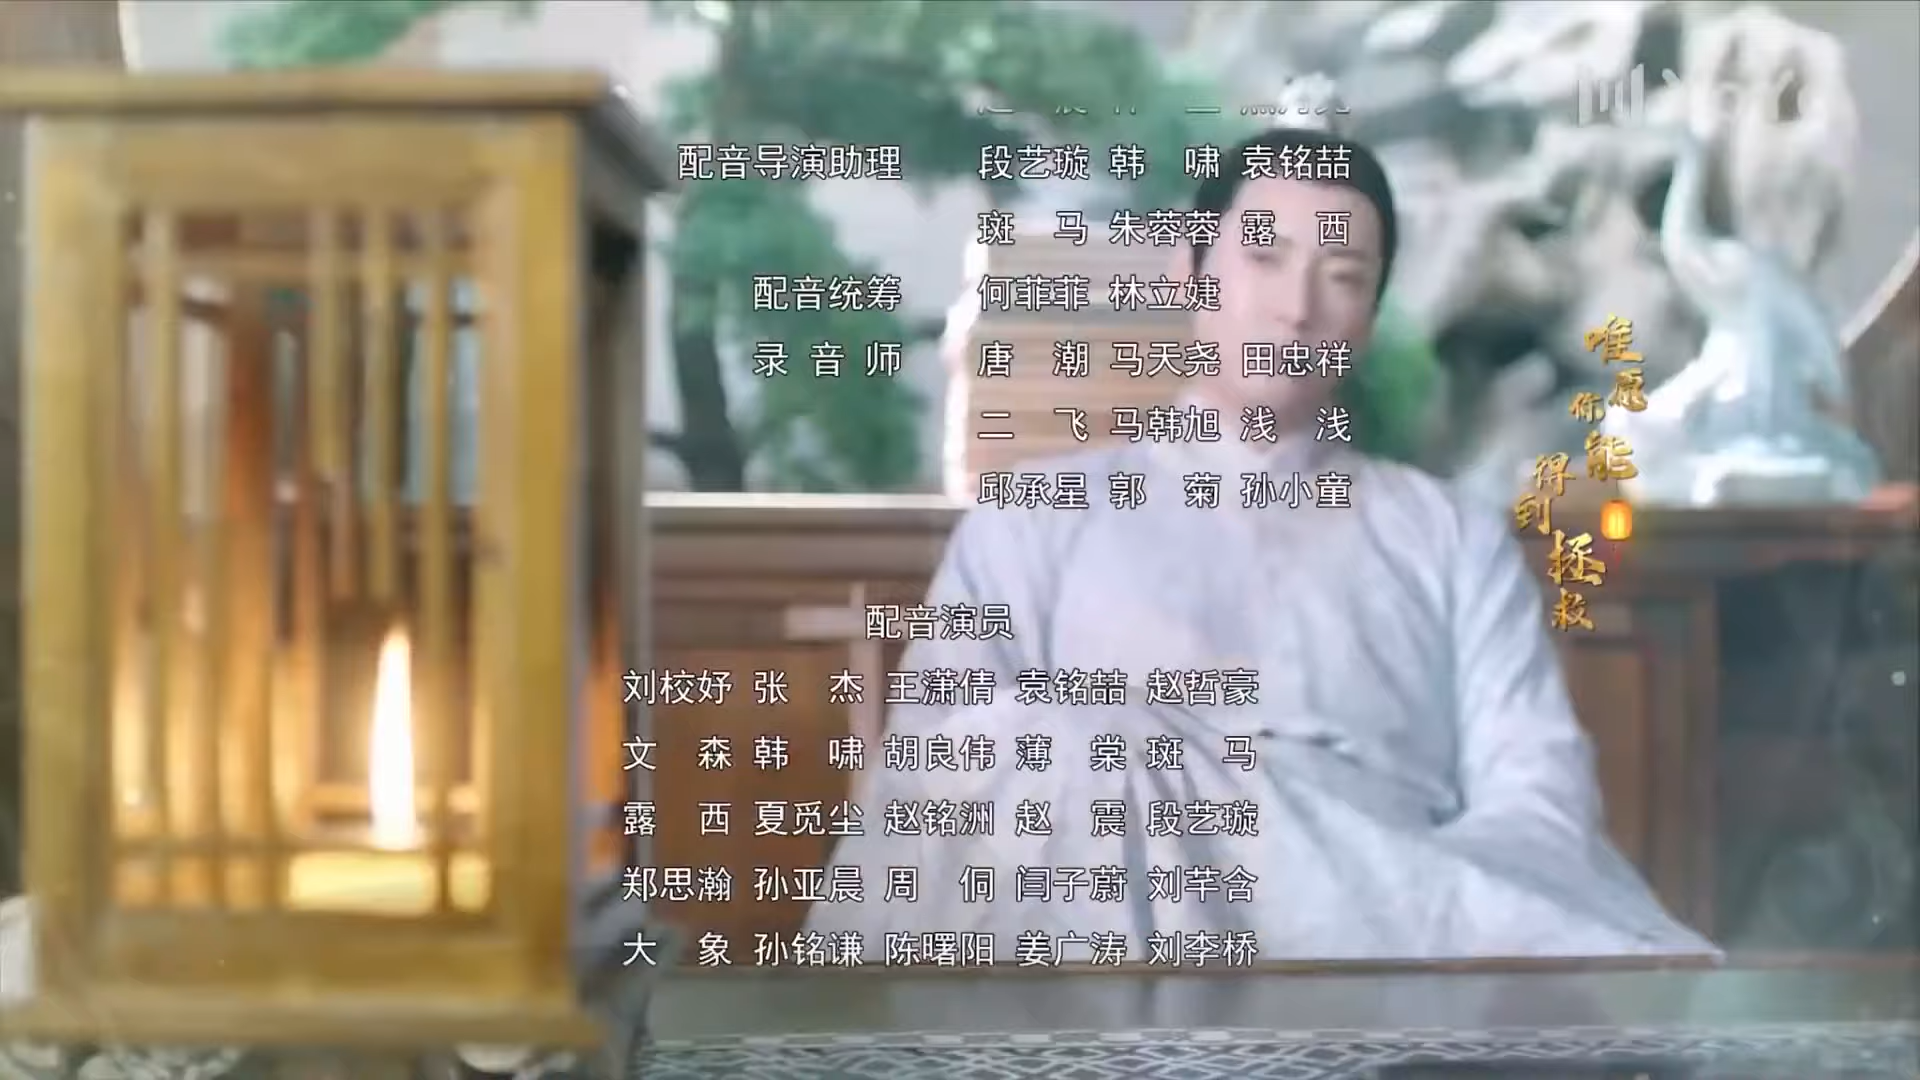 配音导演助理 段艺璇 韩 啸 袁铭喆
斑 马 朱蓉蓉 露 西
配音统筹 何菲菲 林立婕
录 音 师 唐 潮 马天尧 田忠祥
二 飞 马韩旭 浅 浅
邱承星 郭 菊 孙小童
配音演员
刘校妤 张 杰 王潇倩 袁铭喆 赵哲豪
文 森 韩 啸 胡良伟 薄 棠 斑 马
露 西 夏觅尘 赵铭洲 赵 震 段艺璇
郑思瀚 孙亚晨 周 侗 闫子蔚 刘芊含
大 象 孙铭谦 陈曙阳 姜广涛 刘李桥
唯愿
你能
得到
拯救
YoYo